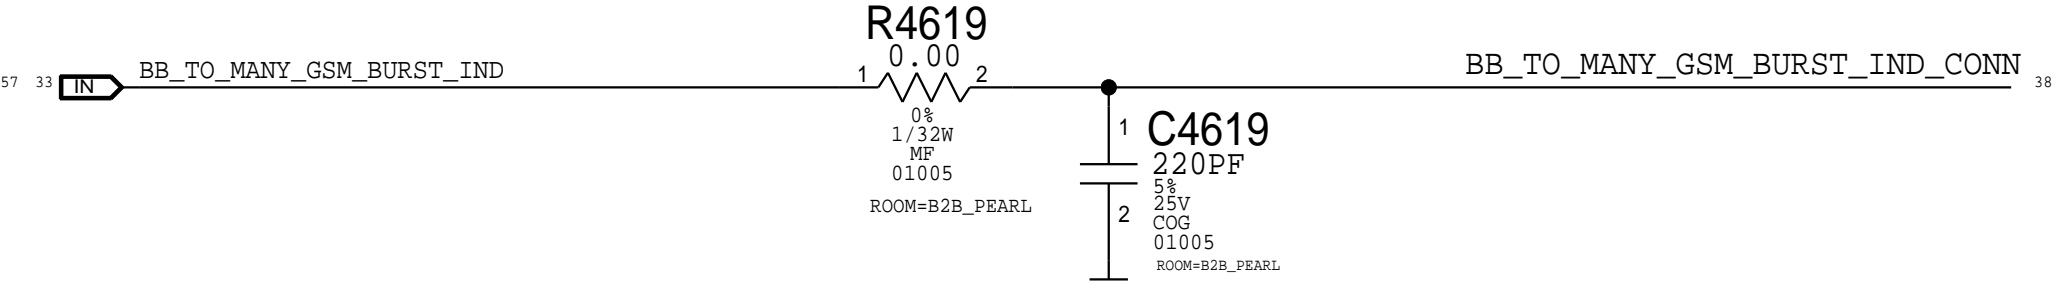 R4619
0.00
57 33 IN BB_TO_MANY_GSM_BURST_IND 1 2 BB_TO_MANY_GSM_BURST_IND_CONN 38
0%
1/32W
MF
01005
ROOM=B2B_PEARL
1 C4619
220PF
5%
25V
2
COG
01005
ROOM=B2B_PEARL